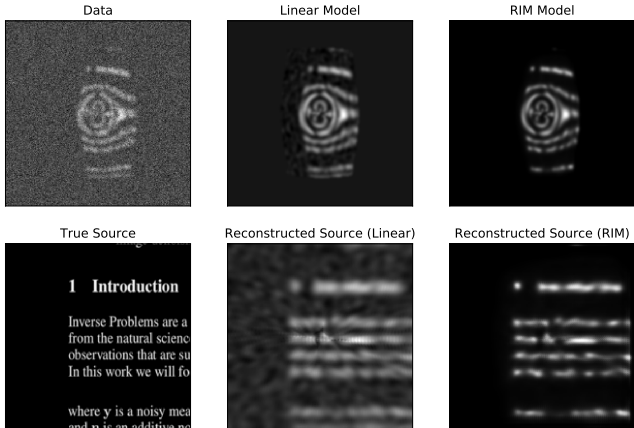 Data
Linear Model
RIM Model
True Source
Reconstructed Source (Linear)
Reconstructed Source (RIM)
1 Introduction
Inverse Problems are a
from the natural scienc
observations that are su
In this work we will fo
where y is a noisy mea
and n is an additive no